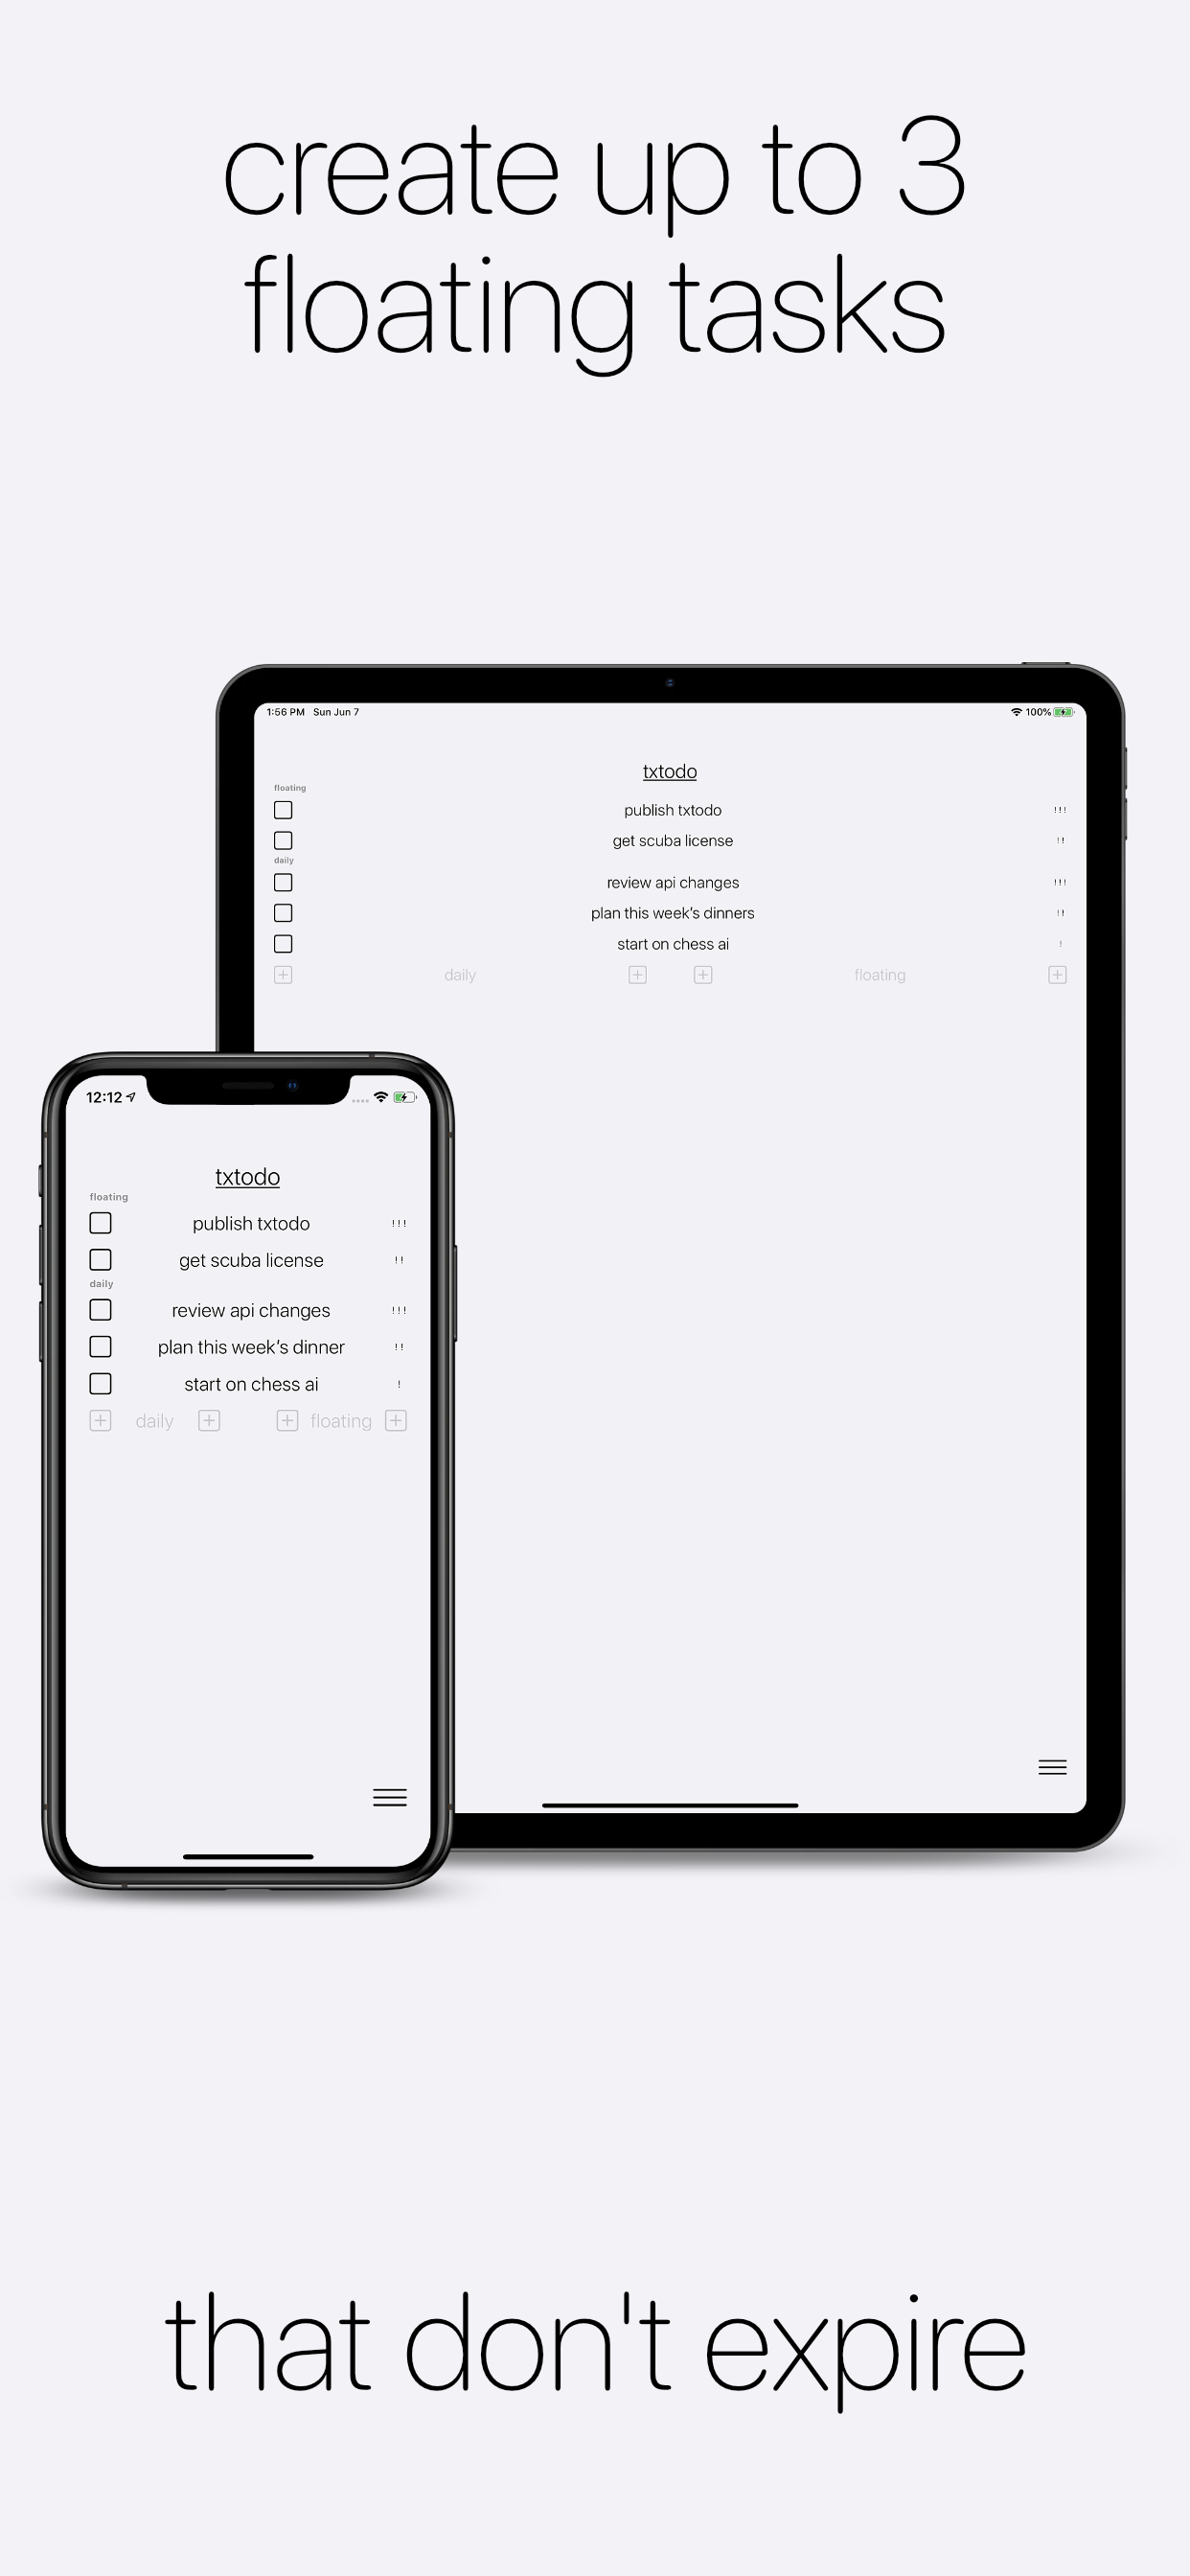 create up to 3
floating tasks
1:56 PM Sun Jun 7
100%
txtodo
floating
publish txtodo !!!
get scuba license !!
daily
review api changes !!!
plan this week's dinners !!
start on chess ai !
daily floating
12:12
txtodo
floating
publish txtodo !!!
get scuba license !!
daily
review api changes !!!
plan this week's dinner !!
start on chess ai !
daily floating
that don't expire